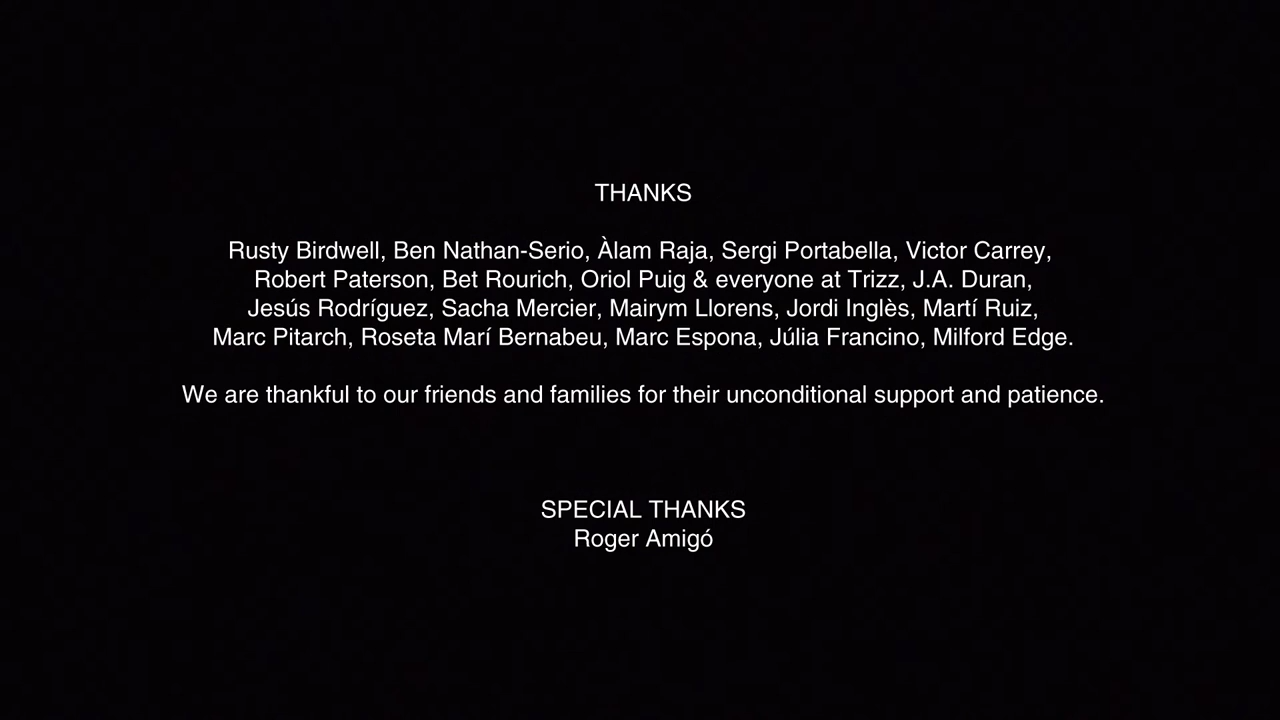 THANKS
Rusty Birdwell, Ben Nathan-Serio, Àlam Raja, Sergi Portabella, Victor Carrey,
Robert Paterson, Bet Rourich, Oriol Puig & everyone at Trizz, J.A. Duran,
Jesús Rodríguez, Sacha Mercier, Mairym Llorens, Jordi Inglès, Martí Ruiz,
Marc Pitarch, Roseta Marí Bernabeu, Marc Espona, Júlia Francino, Milford Edge.
We are thankful to our friends and families for their unconditional support and patience.
SPECIAL THANKS
Roger Amigó